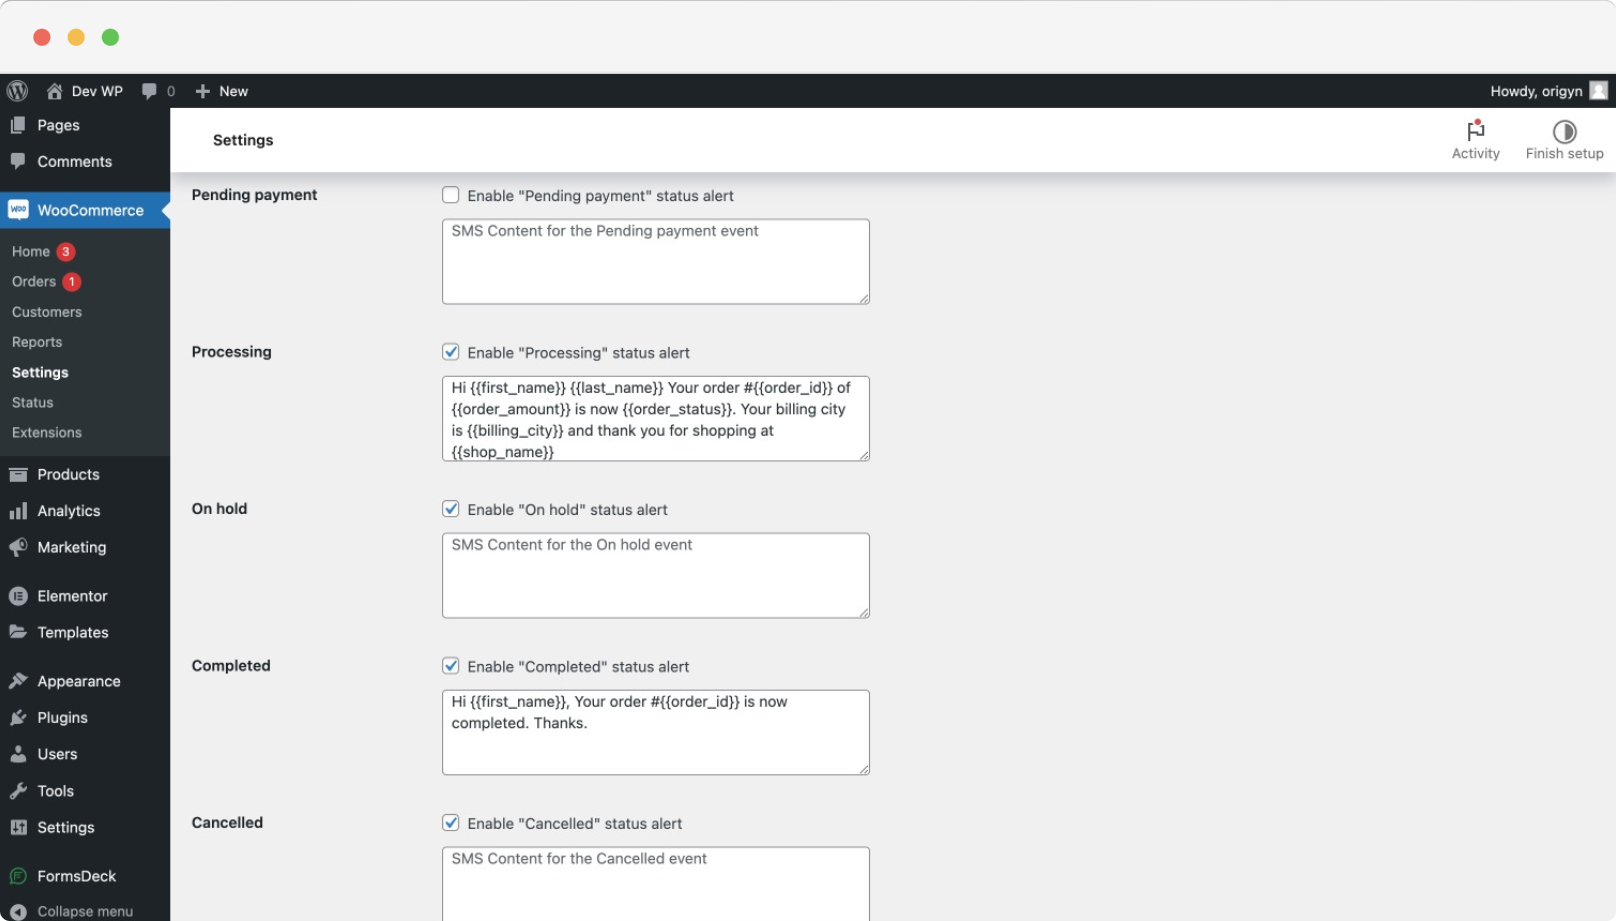 Dev WP
0
New
Howdy, origyn
Pages
Comments
WOO
WooCommerce
Home 3
Orders 1
Customers
Reports
Settings
Status
Extensions
Products
Analytics
Marketing
Elementor
Templates
Appearance
Plugins
Users
Tools
Settings
FormsDeck
Collapse menu
Settings
Activity
Finish setup
Pending payment
Enable "Pending payment" status alert
SMS Content for the Pending payment event
Processing
Enable "Processing" status alert
Hi {{first_name}} {{last_name}} Your order #{{order_id}} of
{{order_amount}} is now {{order_status}}. Your billing city
is {{billing_city}} and thank you for shopping at
{{shop_name}}
On hold
Enable "On hold" status alert
SMS Content for the On hold event
Completed
Enable "Completed" status alert
Hi {{first_name}}, Your order #{{order_id}} is now
completed. Thanks.
Cancelled
Enable "Cancelled" status alert
SMS Content for the Cancelled event